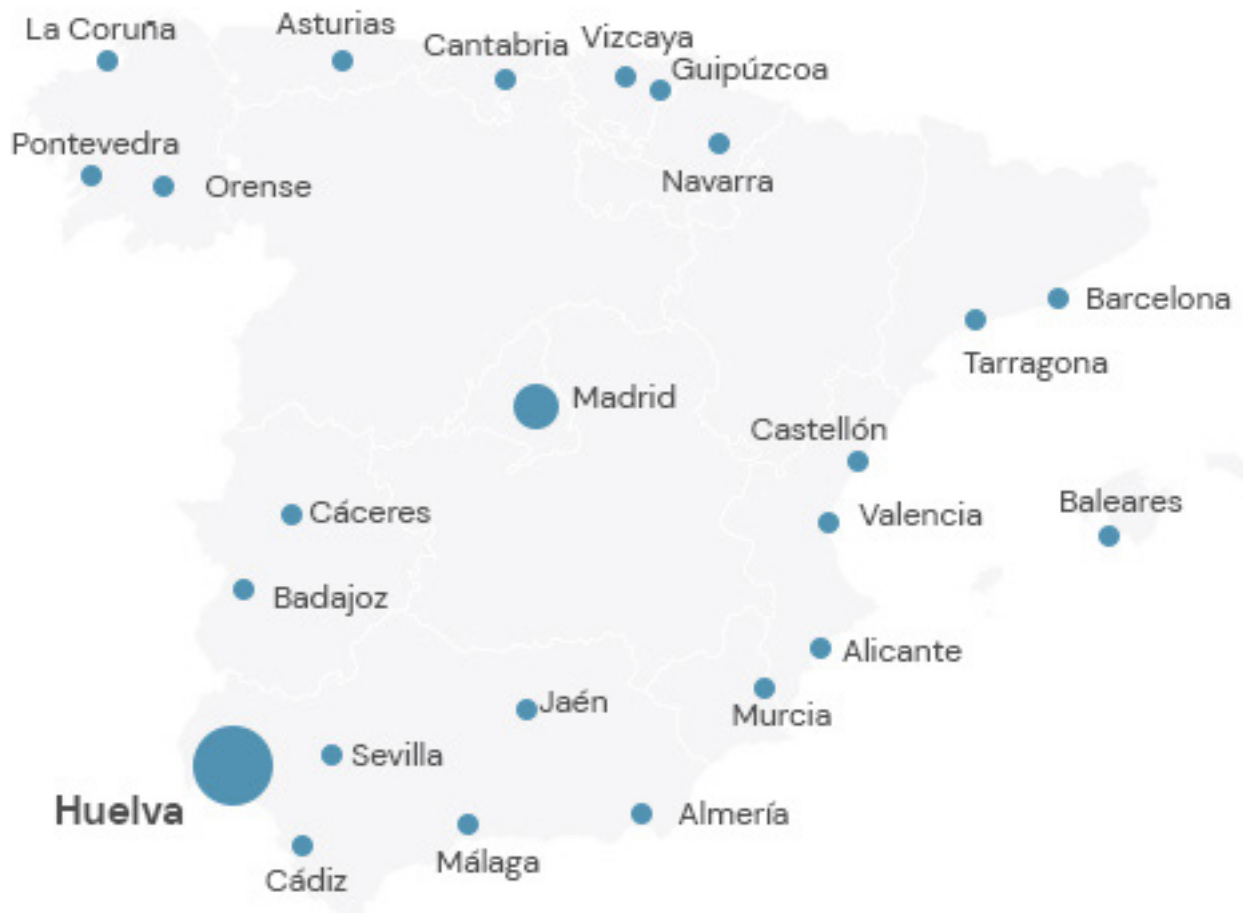 La Coruña
Asturias
Cantabria
Vizcaya
Guipúzcoa
Pontevedra
Orense
Navarra
Barcelona
Tarragona
Madrid
Castellón
Cáceres
Valencia
Baleares
Badajoz
Alicante
Jaén
Murcia
Sevilla
Huelva
Almería
Málaga
Cádiz